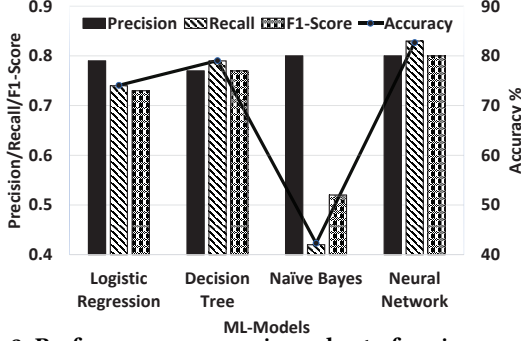 0.9
0.8
0.7
0.6
0.5
0.4
Precision/Recall/F1-Score
Precision Recall F1-Score Accuracy
90
80
70
60
50
40
Accuracy %
Logistic Regression
Decision Tree
Naïve Bayes
Neural Network
ML-Models